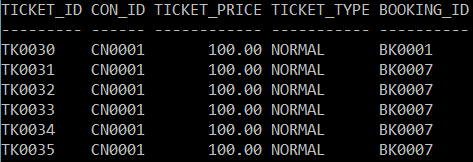 TICKET_ID CON_ID TICKET_PRICE TICKET_TYPE BOOKING_ID
--------- ------ ------------ ----------- ----------
TK0030    CN0001       100.00 NORMAL      BK0001
TK0031    CN0001       100.00 NORMAL      BK0007
TK0032    CN0001       100.00 NORMAL      BK0007
TK0033    CN0001       100.00 NORMAL      BK0007
TK0034    CN0001       100.00 NORMAL      BK0007
TK0035    CN0001       100.00 NORMAL      BK0007